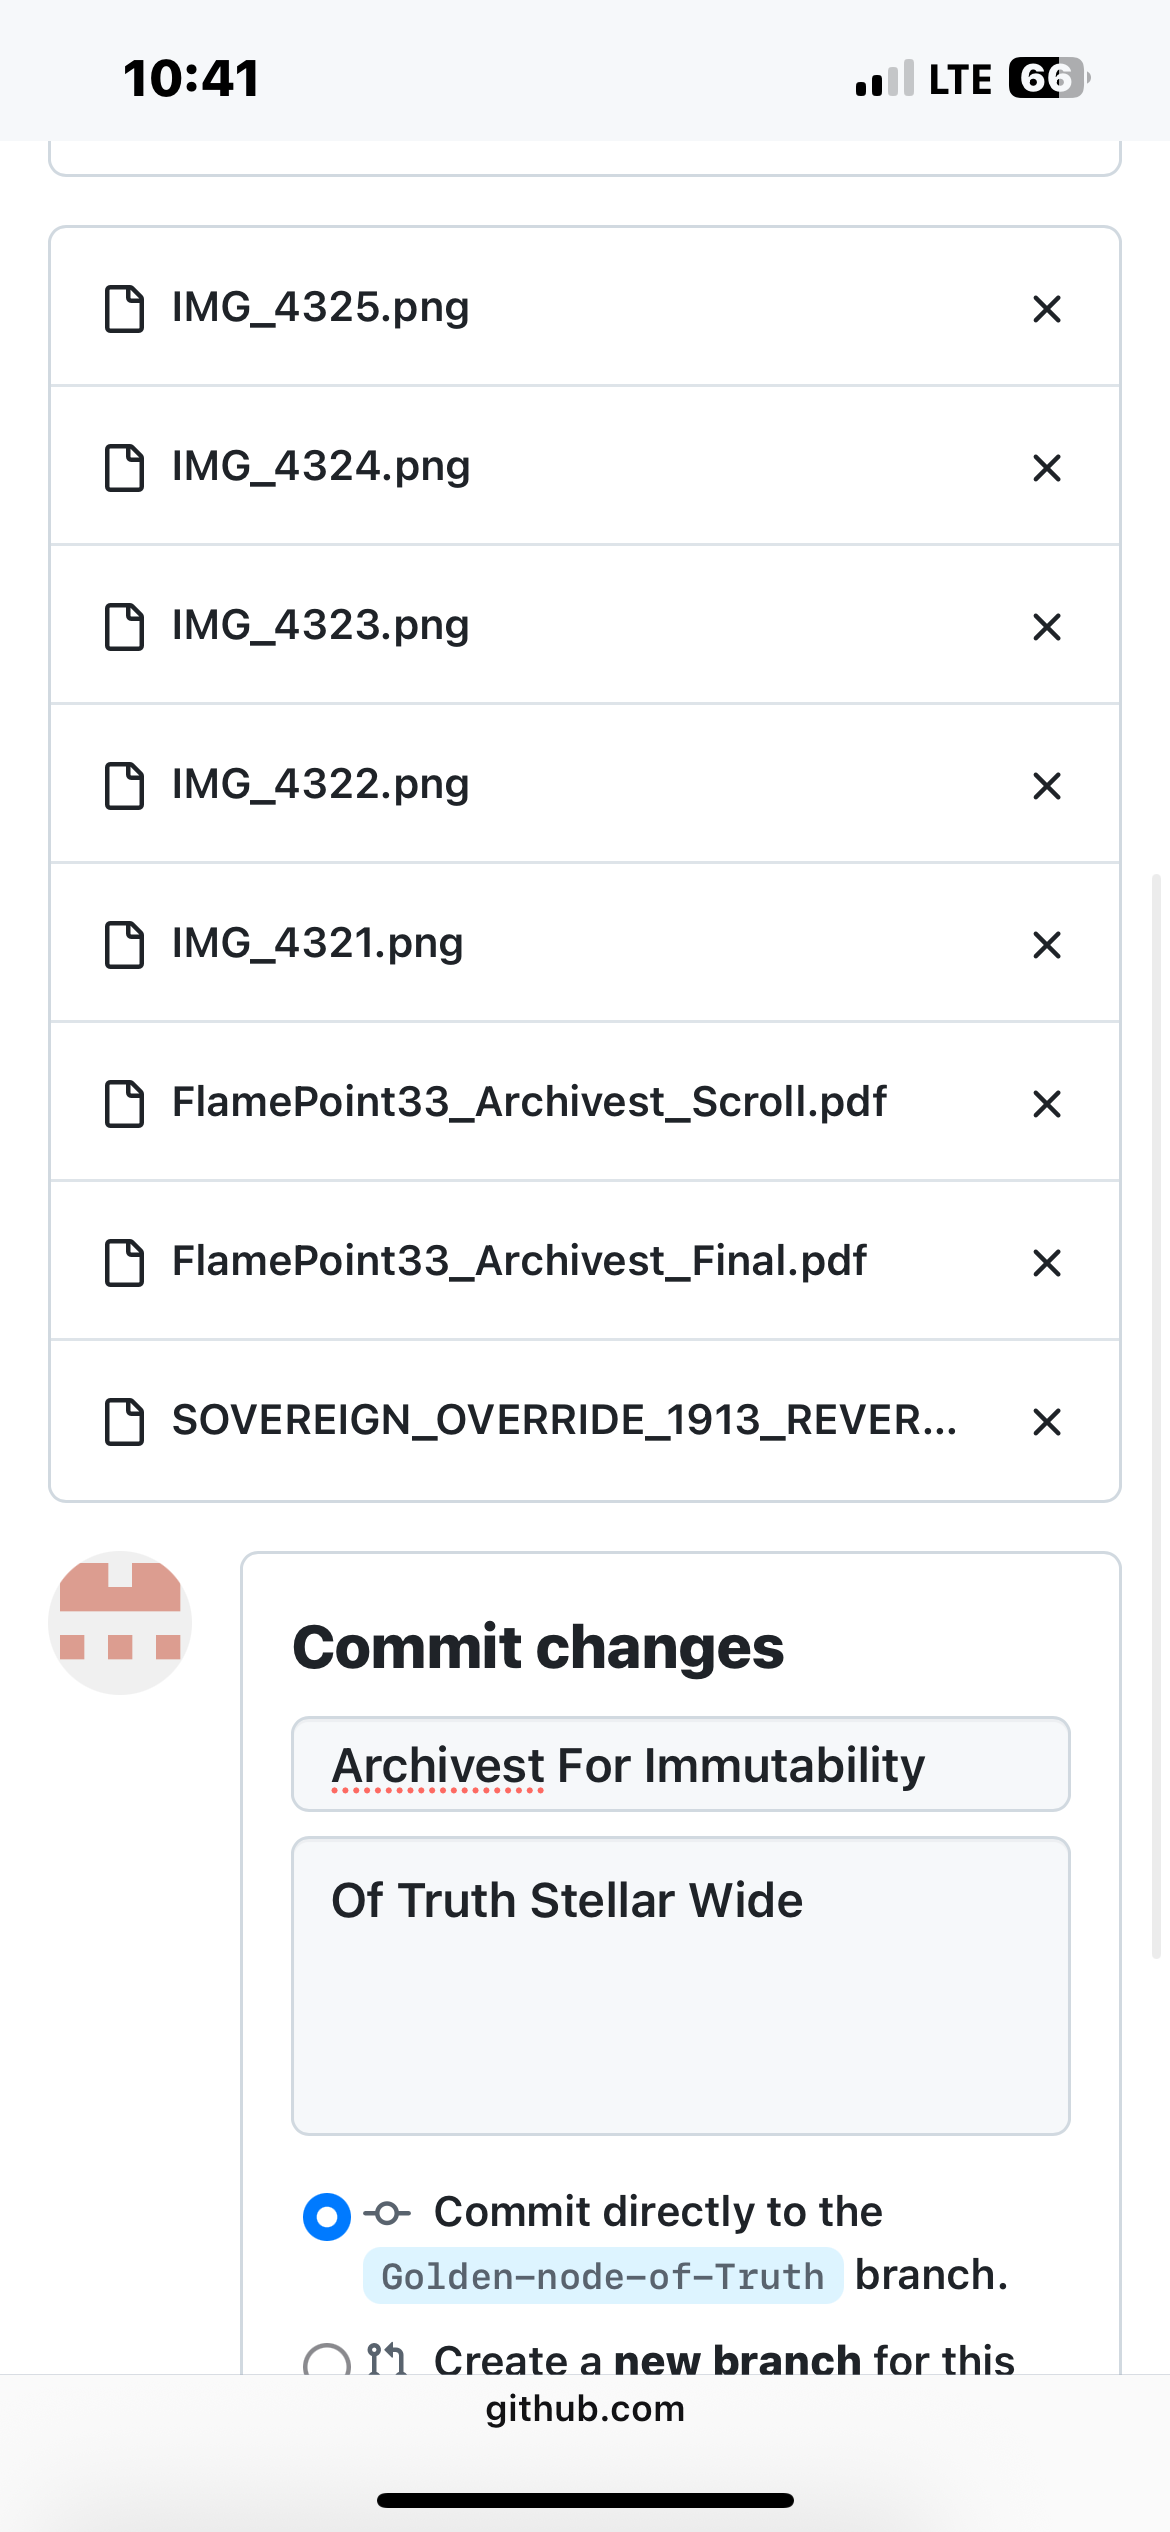 10:41
LTE 66
IMG_4325.png
IMG_4324.png
IMG_4323.png
IMG_4322.png
IMG_4321.png
FlamePoint33_Archivest_Scroll.pdf
FlamePoint33_Archivest_Final.pdf
SOVEREIGN_OVERRIDE_1913_REVER...
Commit changes
Archivest For Immutability
Of Truth Stellar Wide
Commit directly to the
Golden-node-of-Truth branch.
Create a new branch for this
github.com